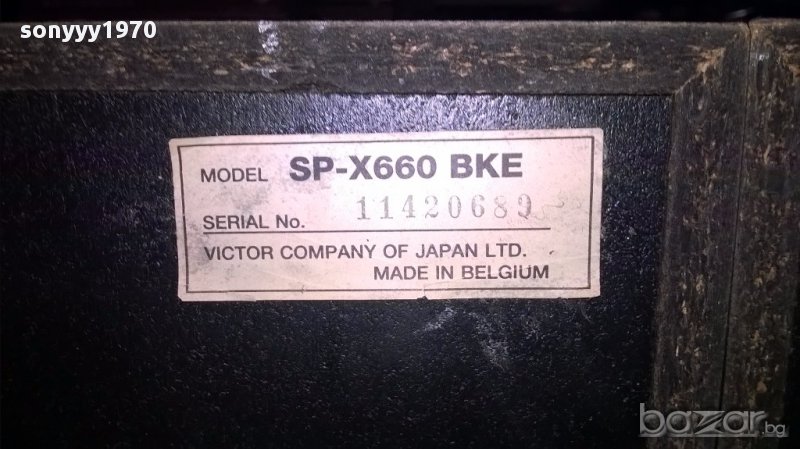 sonyyy1970
MODEL SP-X660 BKE
SERIAL No. 11420689
VICTOR COMPANY OF JAPAN LTD.
MADE IN BELGIUM
bazar.bg